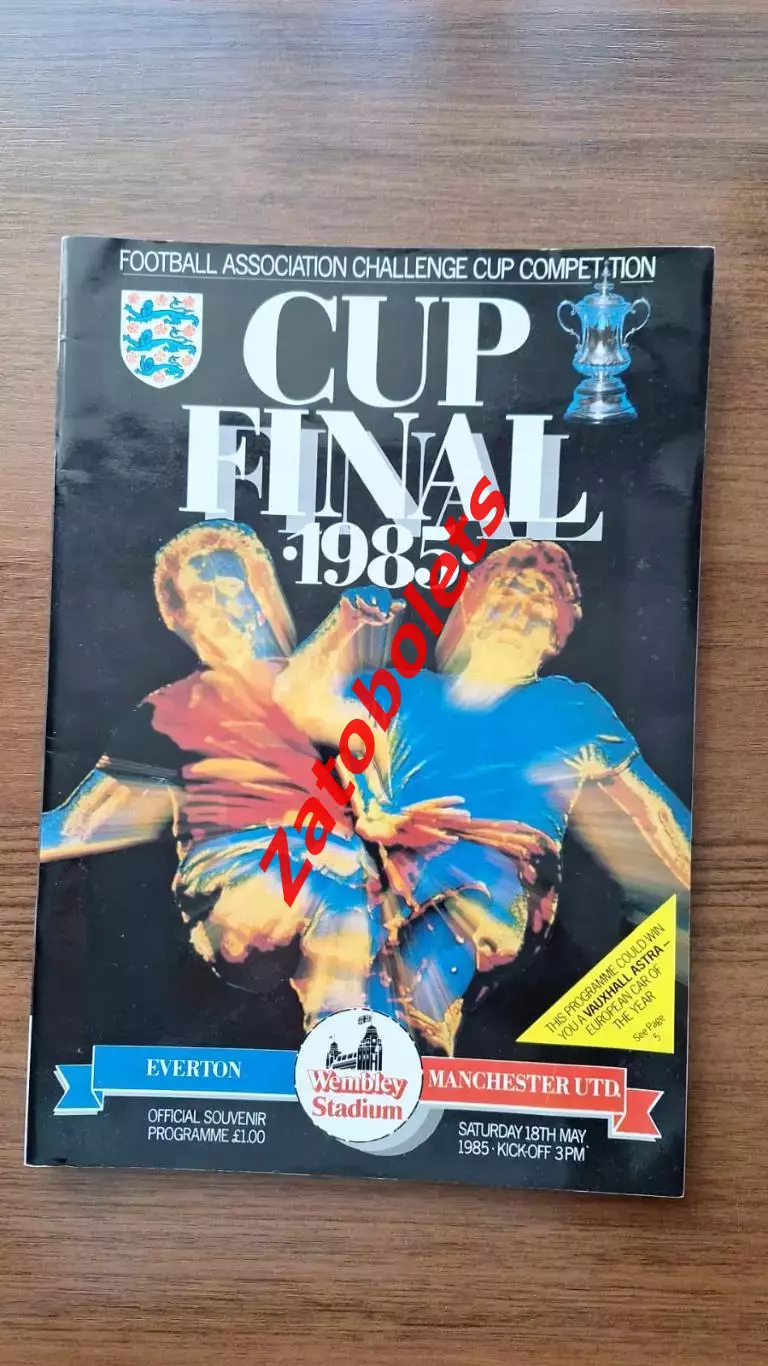 FOOTBALL ASSOCIATION CHALLENGE CUP COMPETITION
CUP
FINAL
·1985·
Zatobolets
THIS PROGRAMME COULD WIN
YOU A VAUXHALL ASTRA –
EUROPEAN CAR OF
THE YEAR
See Page
5
EVERTON
Wembley
Stadium
MANCHESTER UTD.
OFFICIAL SOUVENIR
PROGRAMME £1.00
SATURDAY 18TH MAY
1985 · KICK-OFF 3PM